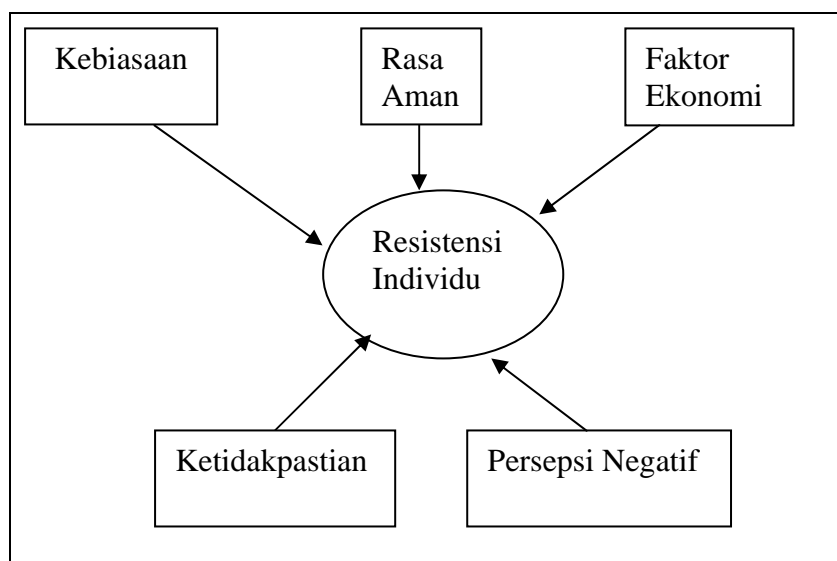 Kebiasaan
Rasa
Aman
Faktor
Ekonomi
Resistensi
Individu
Ketidakpastian
Persepsi Negatif